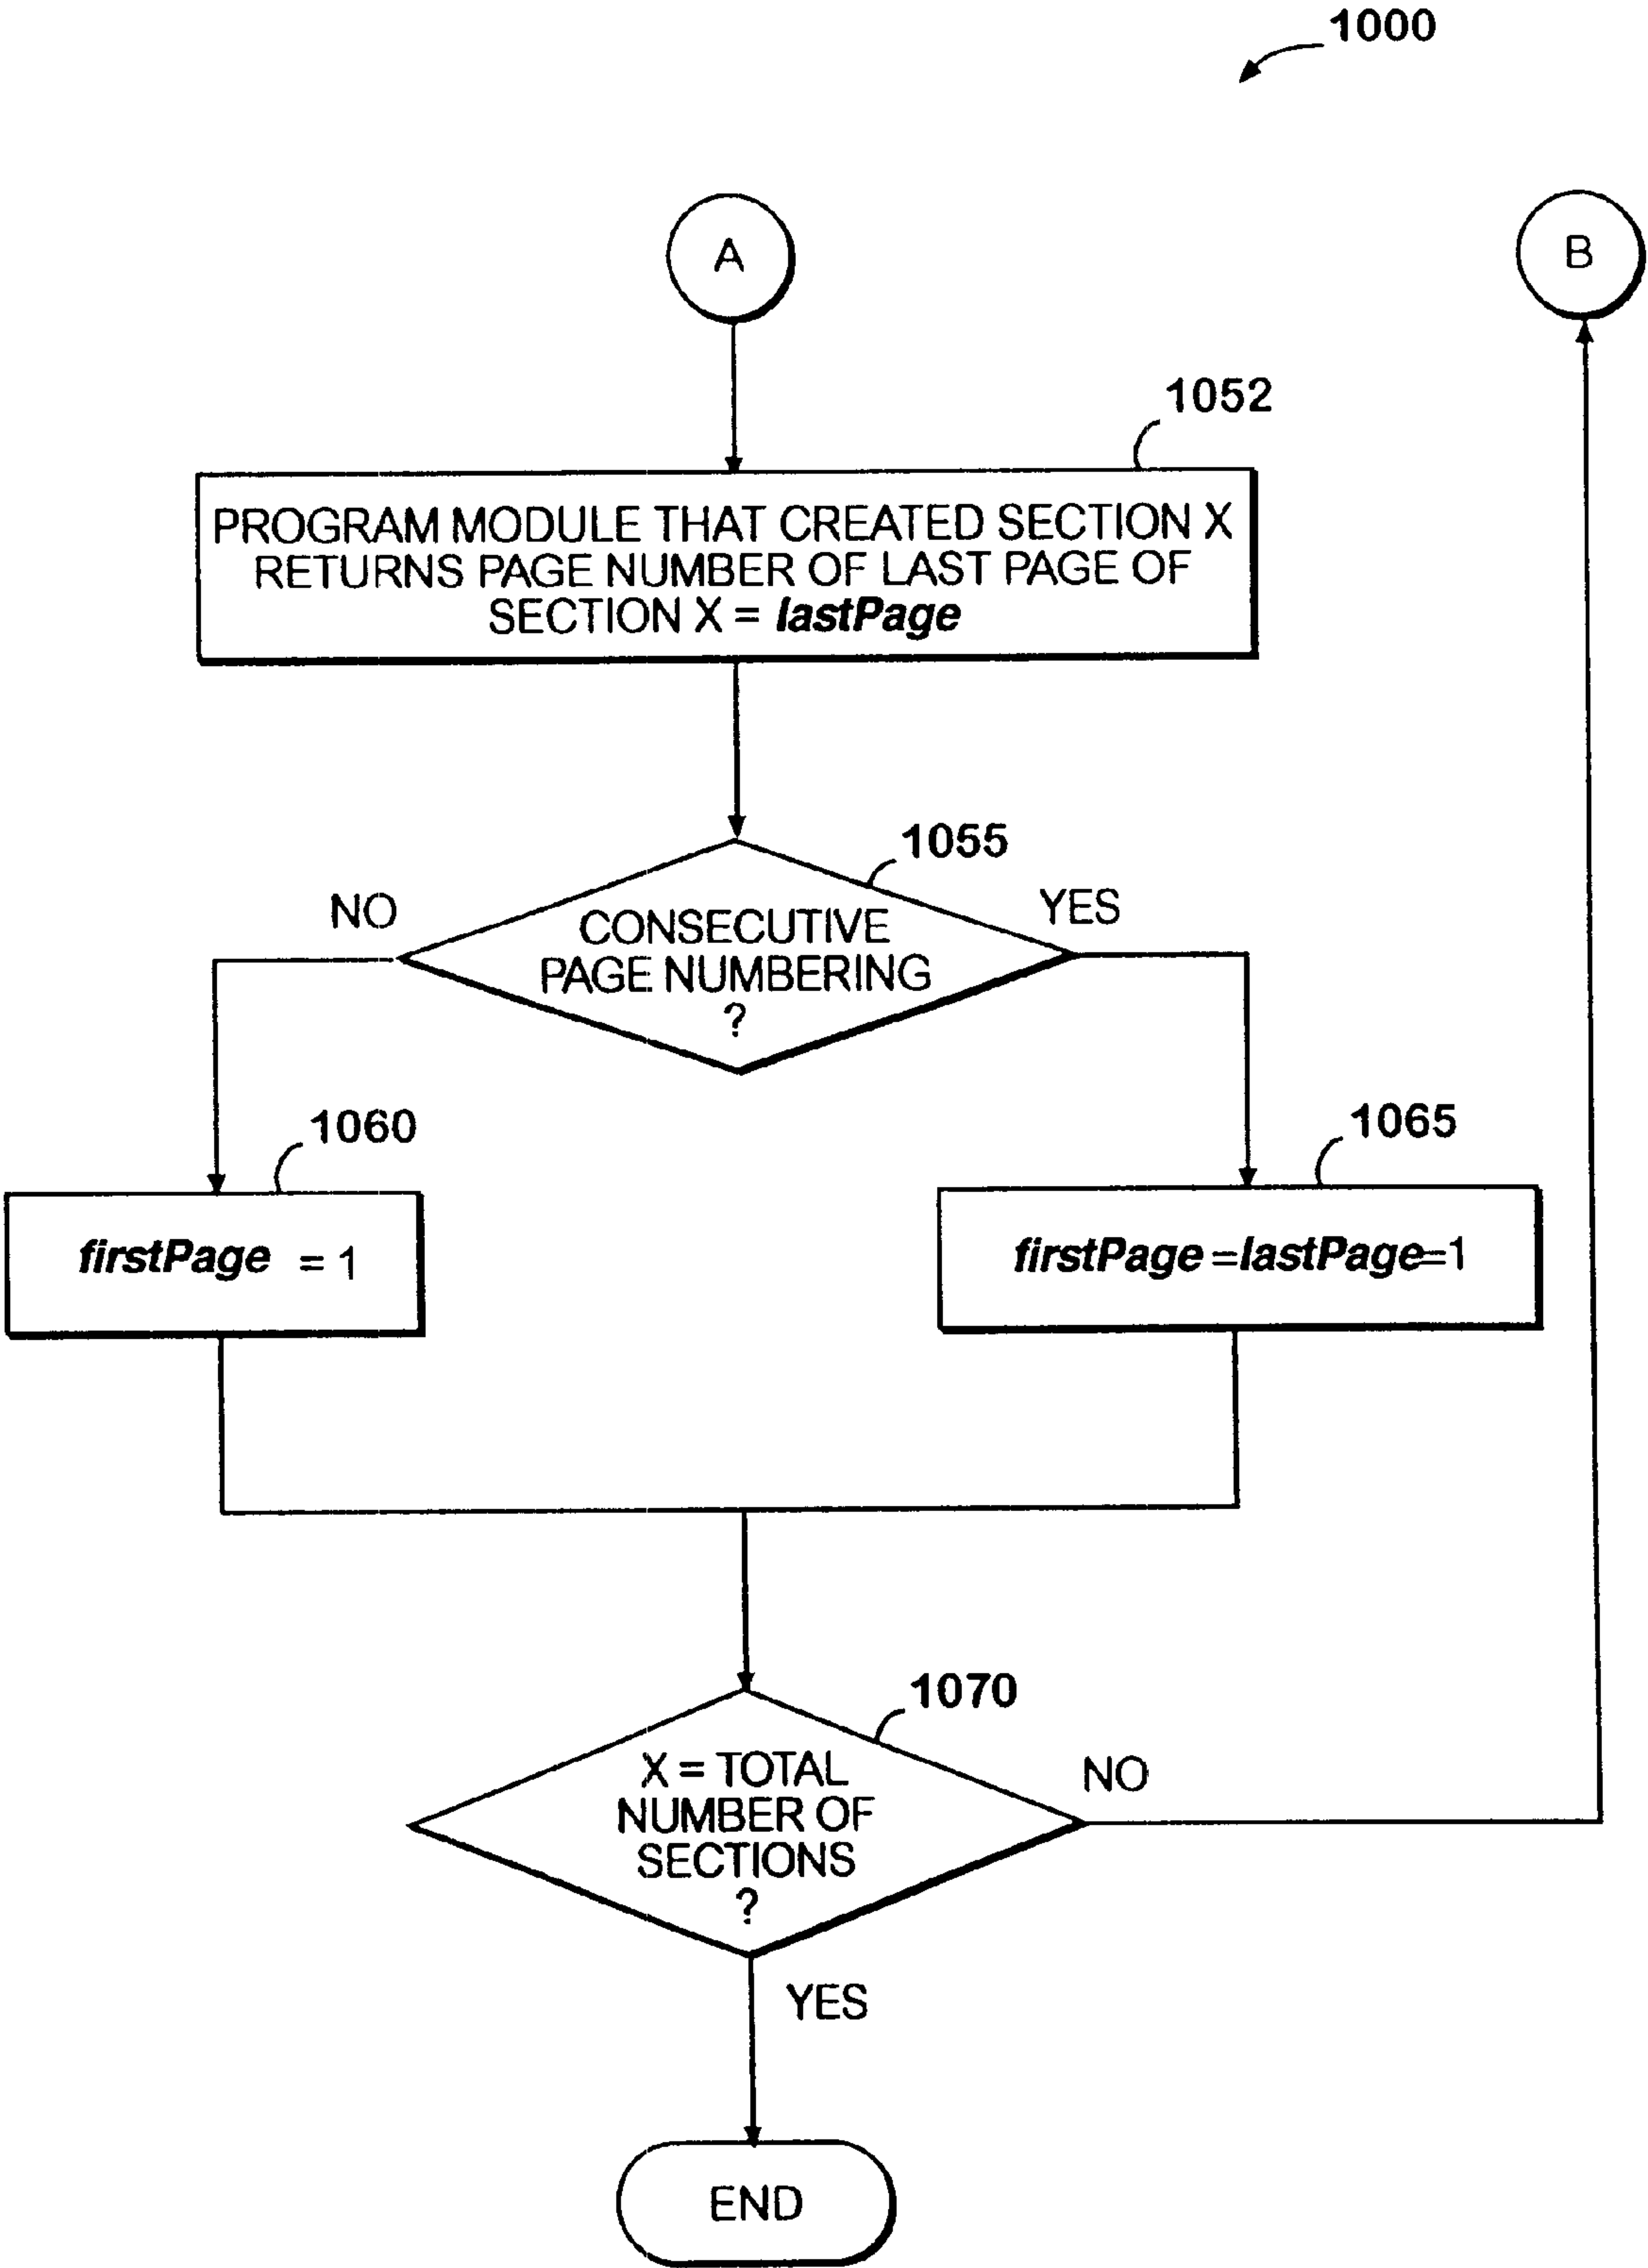 1000
A
B
1052
PROGRAM MODULE THAT CREATED SECTION X
RETURNS PAGE NUMBER OF LAST PAGE OF
SECTION X = lastPage
1055
NO
YES
CONSECUTIVE
PAGE NUMBERING
?
1060
1065
firstPage = 1
firstPage =lastPage=1
1070
X = TOTAL
NUMBER OF
SECTIONS
?
NO
YES
END